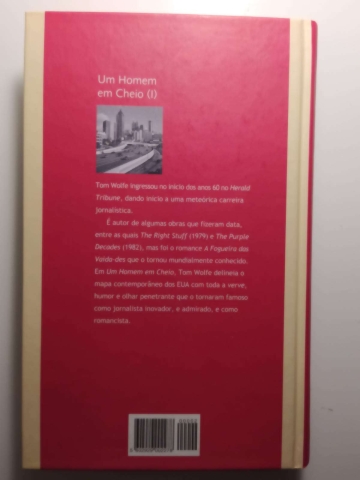 Um Homem
em Cheio (I)
Tom Wolfe ingressou no início dos anos 60 no Herald
Tribune, dando início a uma meteórica carreira
jornalística.
É autor de algumas obras que fizeram data,
entre as quais The Right Stuff (1979) e The Purple
Decades (1982), mas foi o romance A Fogueira das
Vaida-des que o tornou mundialmente conhecido.
Em Um Homem em Cheio, Tom Wolfe delineia o
mapa contemporâneo dos EUA com toda a verve,
humor e olhar penetrante que o tornaram famoso
como jornalista inovador, e admirado, e como
romancista.